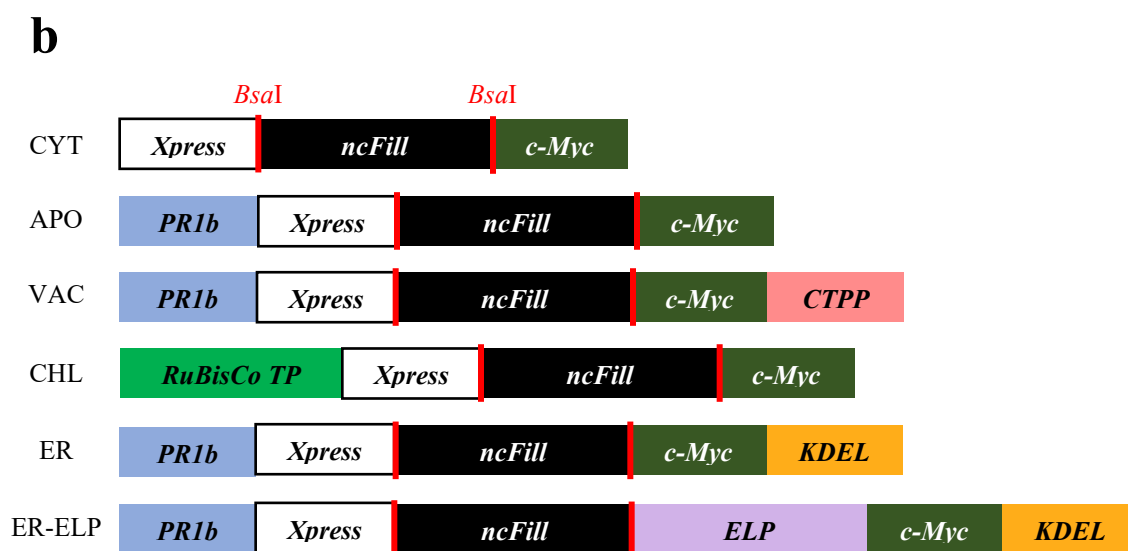 b
BsaI BsaI
CYT Xpress ncFill c-Myc
APO PR1b Xpress ncFill c-Myc
VAC PR1b Xpress ncFill c-Myc CTPP
CHL RuBisCo TP Xpress ncFill c-Myc
ER PR1b Xpress ncFill c-Myc KDEL
ER-ELP PR1b Xpress ncFill ELP c-Myc KDEL